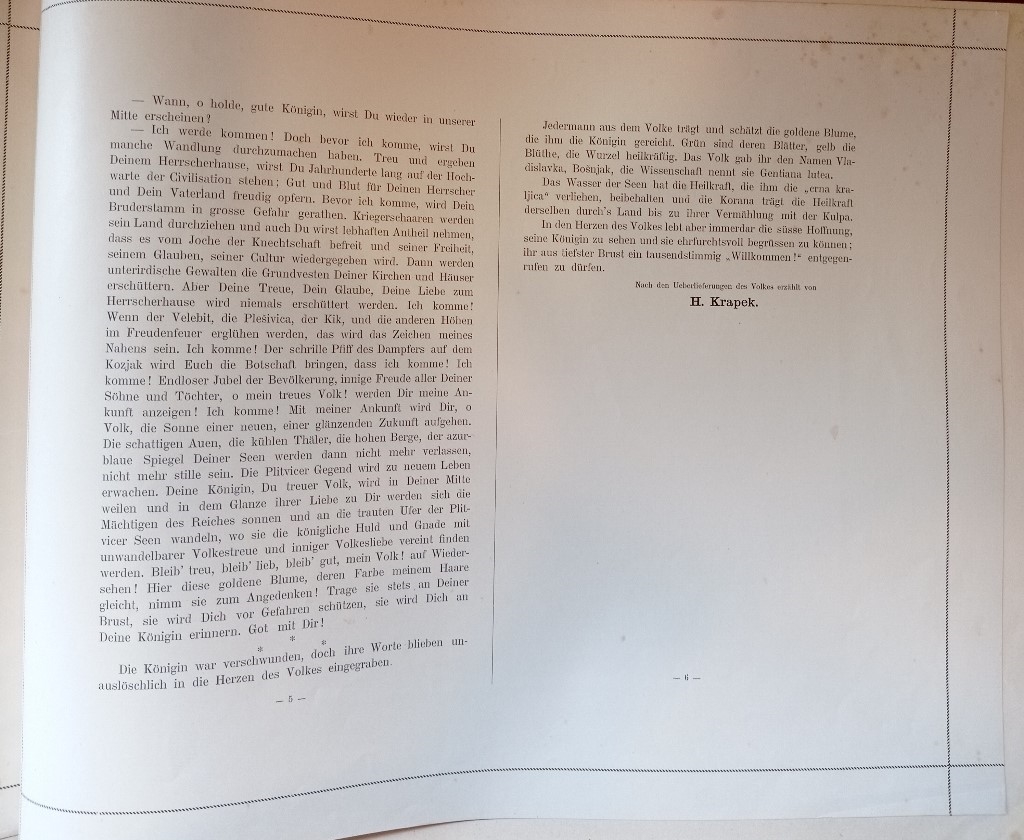 — Wann, o holde, gute Königin, wirst Du wieder in unserer
Mitte erscheinen?
— Ich werde kommen! Doch bevor ich komme, wirst Du
manche Wandlung durchzumachen haben. Treu und ergeben
Deinem Herrscherhause, wirst Du Jahrhunderte lang auf der Hoch-
warte der Civilisation stehen; Gut und Blut für Deinen Herrscher
und Dein Vaterland freudig opfern. Bevor ich komme, wird Dein
Bruderstamm in grosse Gefahr gerathen. Kriegerschaaren werden
sein Land durchziehen und auch Du wirst lebhaften Antheil nehmen,
dass es vom Joche der Knechtschaft befreit und seiner Freiheit,
seinem Glauben, seiner Cultur wiedergegeben wird. Dann werden
unterirdische Gewalten die Grundvesten Deiner Kirchen und Häuser
erschüttern. Aber Deine Treue, Dein Glaube, Deine Liebe zum
Herrscherhause wird niemals erschüttert werden. Ich komme!
Wenn der Velebit, die Plešivica, der Kik, und die anderen Höhen
im Freudenfeuer erglühen werden, das wird das Zeichen meines
Nahens sein. Ich komme! Der schrille Pfiff des Dampfers auf dem
Kozjak wird Euch die Botschaft bringen, dass ich komme! Ich
komme! Endloser Jubel der Bevölkerung, innige Freude aller Deiner
Söhne und Töchter, o mein treues Volk! werden Dir meine An-
kunft anzeigen! Ich komme! Mit meiner Ankunft wird Dir, o
Volk, die Sonne einer neuen, einer glänzenden Zukunft aufgehen.
Die schattigen Auen, die kühlen Thäler, die hohen Berge, der azur-
blaue Spiegel Deiner Seen werden dann nicht mehr verlassen,
nicht mehr stille sein. Die Plitvicer Gegend wird zu neuem Leben
erwachen. Deine Königin, Du treuer Volk, wird in Deiner Mitte
weilen und in dem Glanze ihrer Liebe zu Dir werden sich die
Mächtigen des Reiches sonnen und an die trauten Ufer der Plit-
vicer Seen wandeln, wo sie die königliche Huld und Gnade mit
unwandelbarer Volkestreue und inniger Volkesliebe vereint finden
werden. Bleib' treu, bleib' lieb, bleib' gut, mein Volk! auf Wieder-
sehen! Hier diese goldene Blume, deren Farbe meinem Haare
gleicht, nimm sie zum Angedenken! Trage sie stets an Deiner
Brust, sie wird Dich vor Gefahren schützen, sie wird Dich an
Deine Königin erinnern. Got mit Dir!
* * *
Die Königin war verschwunden, doch ihre Worte blieben un-
auslöschlich in die Herzen des Volkes eingegraben.
— 5 —
Jedermann aus dem Volke trägt und schätzt die goldene Blume,
die ihm die Königin gereicht. Grün sind deren Blätter, gelb die
Blüthe, die Wurzel heilkräftig. Das Volk gab ihr den Namen Vla-
dislavka, Bošnjak, die Wissenschaft nennt sie Gentiana lutea.
Das Wasser der Seen hat die Heilkraft, die ihm die „crna kra-
ljica“ verliehen, beibehalten und die Korana trägt die Heilkraft
derselben durch's Land bis zu ihrer Vermählung mit der Kulpa.
In den Herzen des Volkes lebt aber immerdar die süsse Hoffnung,
seine Königin zu sehen und sie ehrfurchtsvoll begrüssen zu können;
ihr aus tiefster Brust ein tausendstimmig „Willkommen!“ entgegen-
rufen zu dürfen.
Nach den Ueberlieferungen des Volkes erzählt von
H. Krapek.
— 6 —